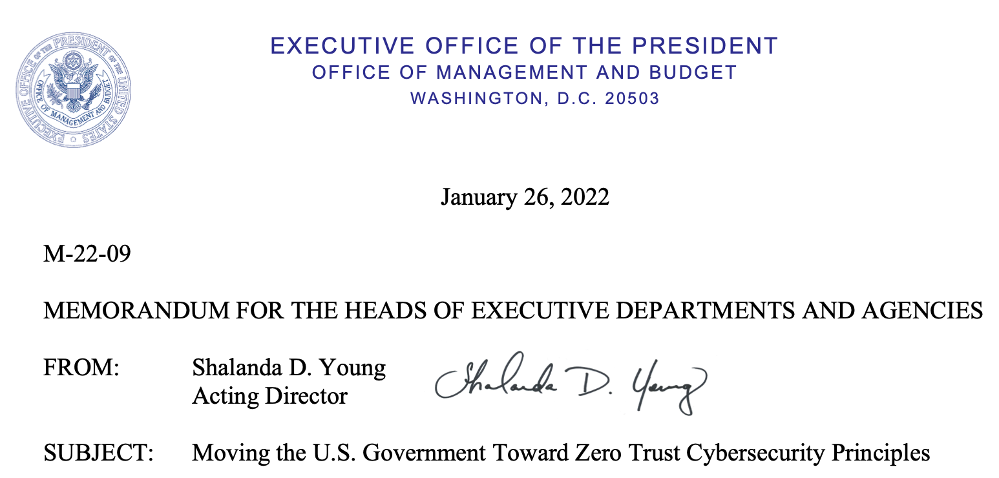 EXECUTIVE OFFICE OF THE PRESIDENT OF THE UNITED STATES
OFFICE OF MANAGEMENT AND BUDGET
EXECUTIVE OFFICE OF THE PRESIDENT
OFFICE OF MANAGEMENT AND BUDGET
WASHINGTON, D.C. 20503
January 26, 2022
M-22-09
MEMORANDUM FOR THE HEADS OF EXECUTIVE DEPARTMENTS AND AGENCIES
FROM: Shalanda D. Young Shalanda D. Young
Acting Director
SUBJECT: Moving the U.S. Government Toward Zero Trust Cybersecurity Principles